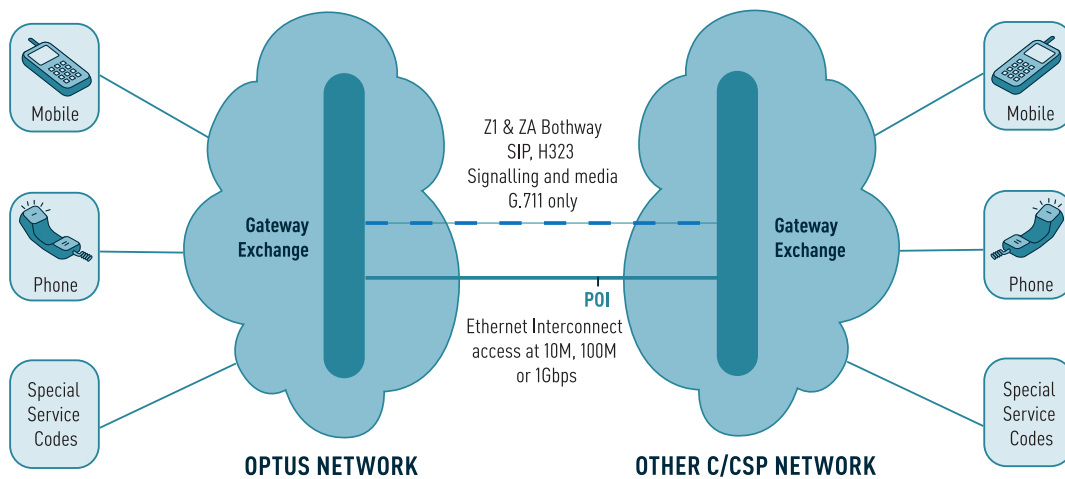 Mobile
Phone
Special
Service
Codes
Gateway
Exchange
OPTUS NETWORK
Z1 & ZA Bothway
SIP, H323
Signalling and media
G.711 only
POI
Ethernet Interconnect
access at 10M, 100M
or 1Gbps
Gateway
Exchange
OTHER C/CSP NETWORK
Mobile
Phone
Special
Service
Codes